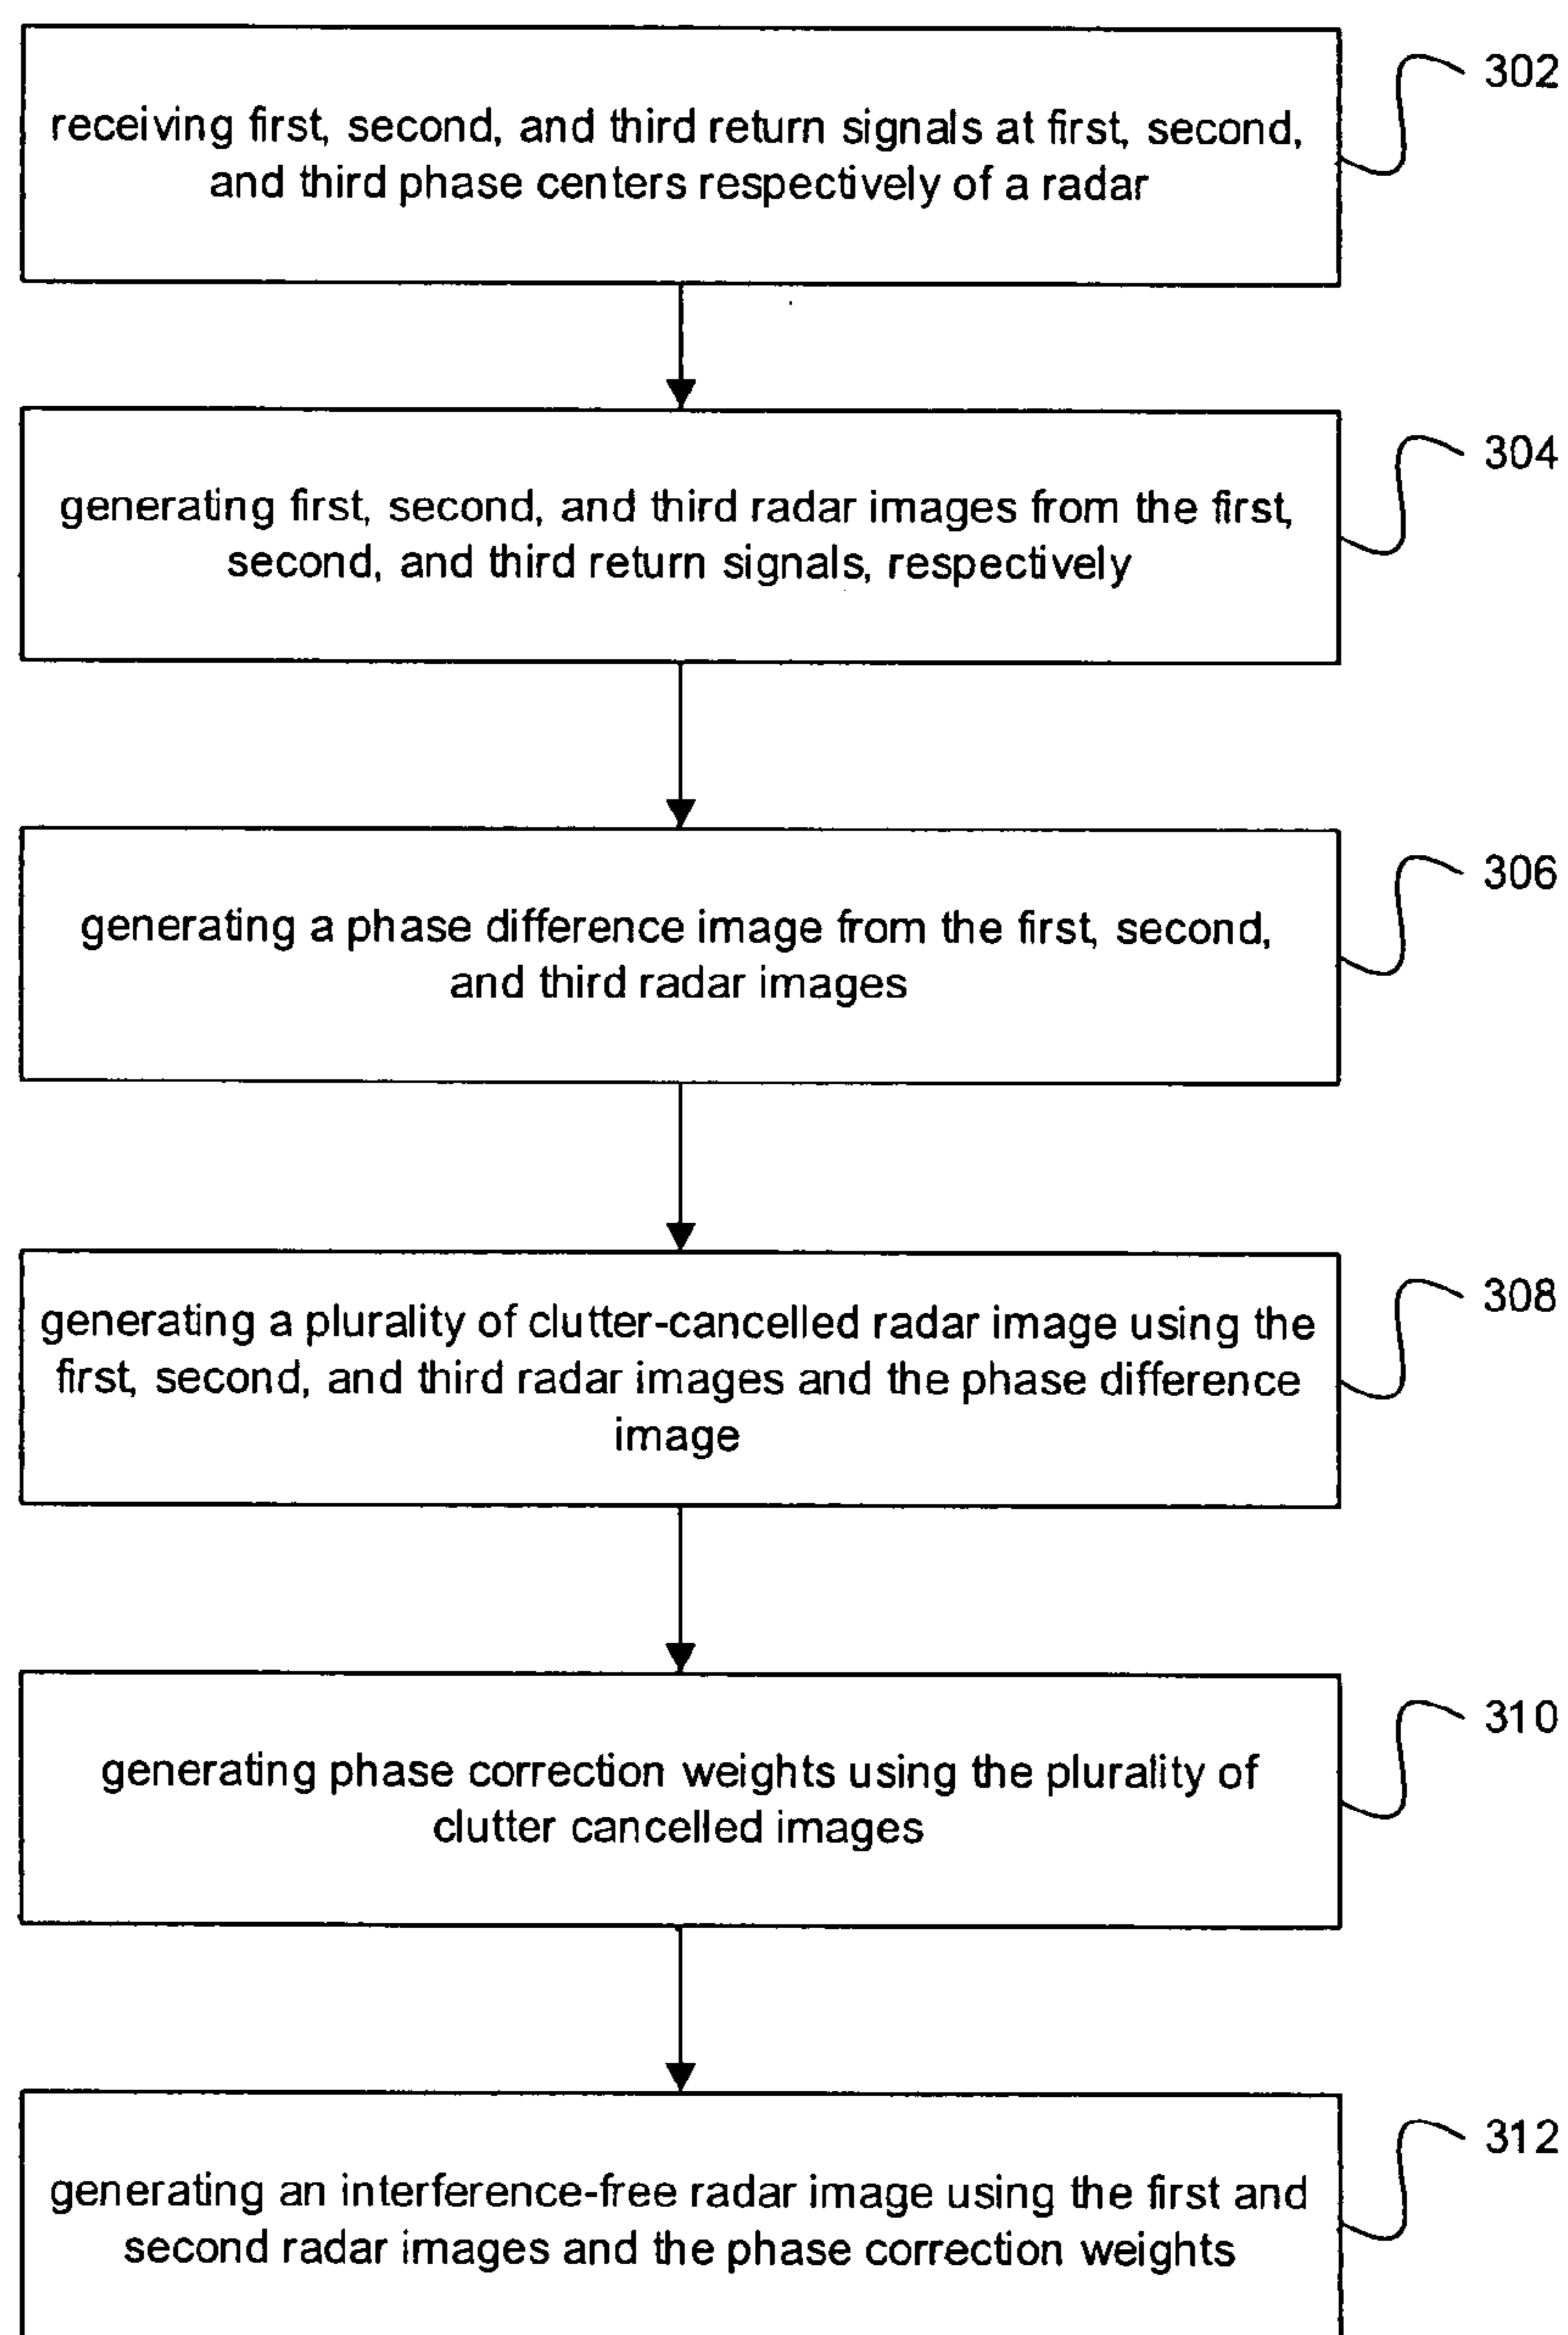 302
receiving first, second, and third return signals at first, second,
and third phase centers respectively of a radar
304
generating first, second, and third radar images from the first,
second, and third return signals, respectively
306
generating a phase difference image from the first, second,
and third radar images
308
generating a plurality of clutter-cancelled radar image using the
first, second, and third radar images and the phase difference
image
310
generating phase correction weights using the plurality of
clutter cancelled images
312
generating an interference-free radar image using the first and
second radar images and the phase correction weights